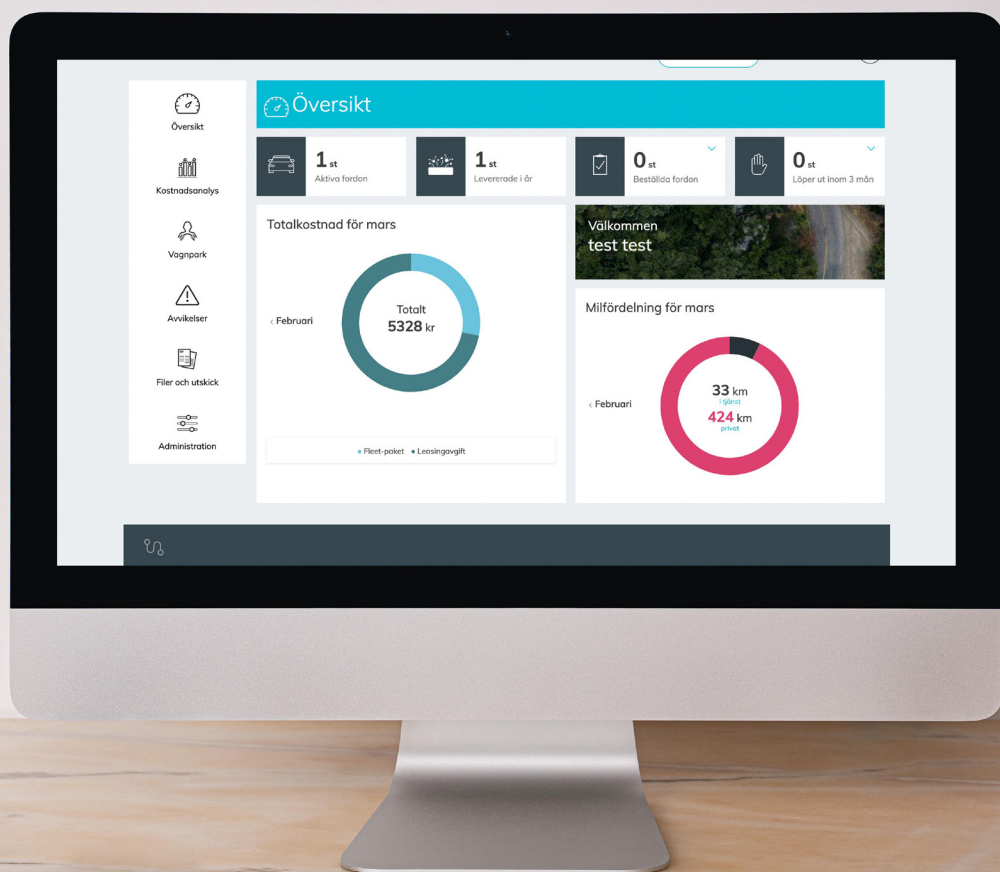 Översikt
Kostnadsanalys
Vagnpark
Avvikelser
Filer och utskick
Administration
Översikt
1 st
Aktiva fordon
1 st
Levererade i år
0 st
Beställda fordon
0 st
Löper ut inom 3 mån
Totalkostnad för mars
‹ Februari
Totalt
5328 kr
• Fleet-paket • Leasingavgift
Välkommen
test test
Milfördelning för mars
‹ Februari
33 km
i tjänst
424 km
privat